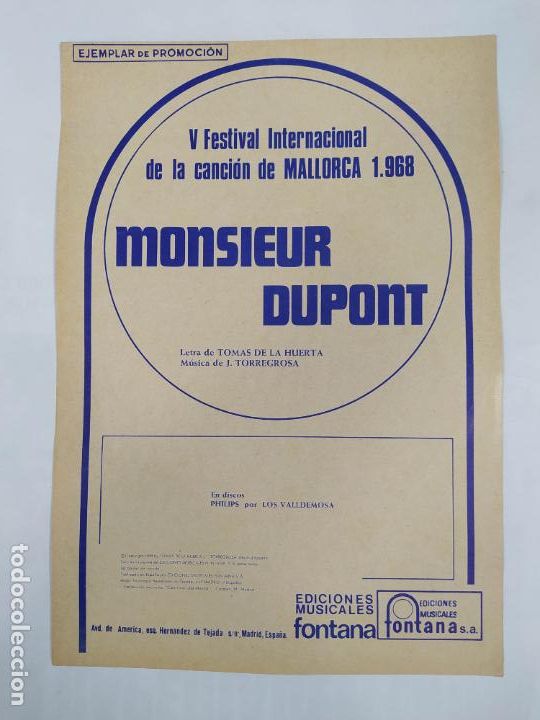 EJEMPLAR DE PROMOCIÓN
V Festival Internacional
de la canción de MALLORCA 1.968
MONSIEUR
DUPONT
Letra de TOMAS DE LA HUERTA
Música de J. TORREGROSA
En discos
PHILIPS por LOS VALLDEMOSA
EDICIONES
MUSICALES
fontana
EDICIONES
MUSICALES
fontana s.a.
Avd. de America, esq. Hernández de Tejada s/nº, Madrid, España.
todocoleccion